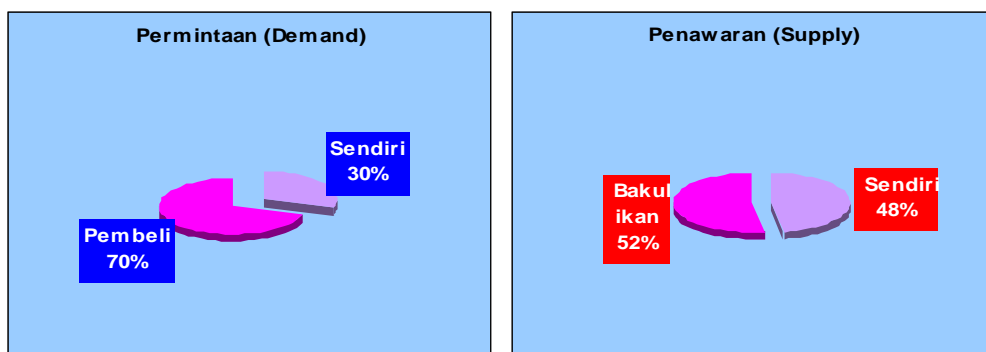 Permintaan (Demand)
Sendiri
30%
Pembeli
70%
Penawaran (Supply)
Bakul
ikan
52%
Sendiri
48%